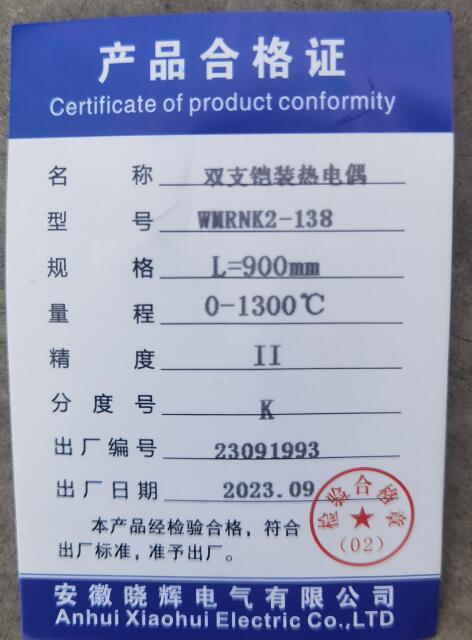 产品合格证
Certificate of product conformity
名称 双支铠装热电偶
型号 WMRNK2-138
规格 L=900mm
量程 0-1300℃
精度 II
分度号 K
出厂编号 23091993
出厂日期 2023.09
检验合格章
(02)
本产品经检验合格，符合
出厂标准，准予出厂。
安徽晓辉电气有限公司
Anhui Xiaohui Electric Co.,LTD